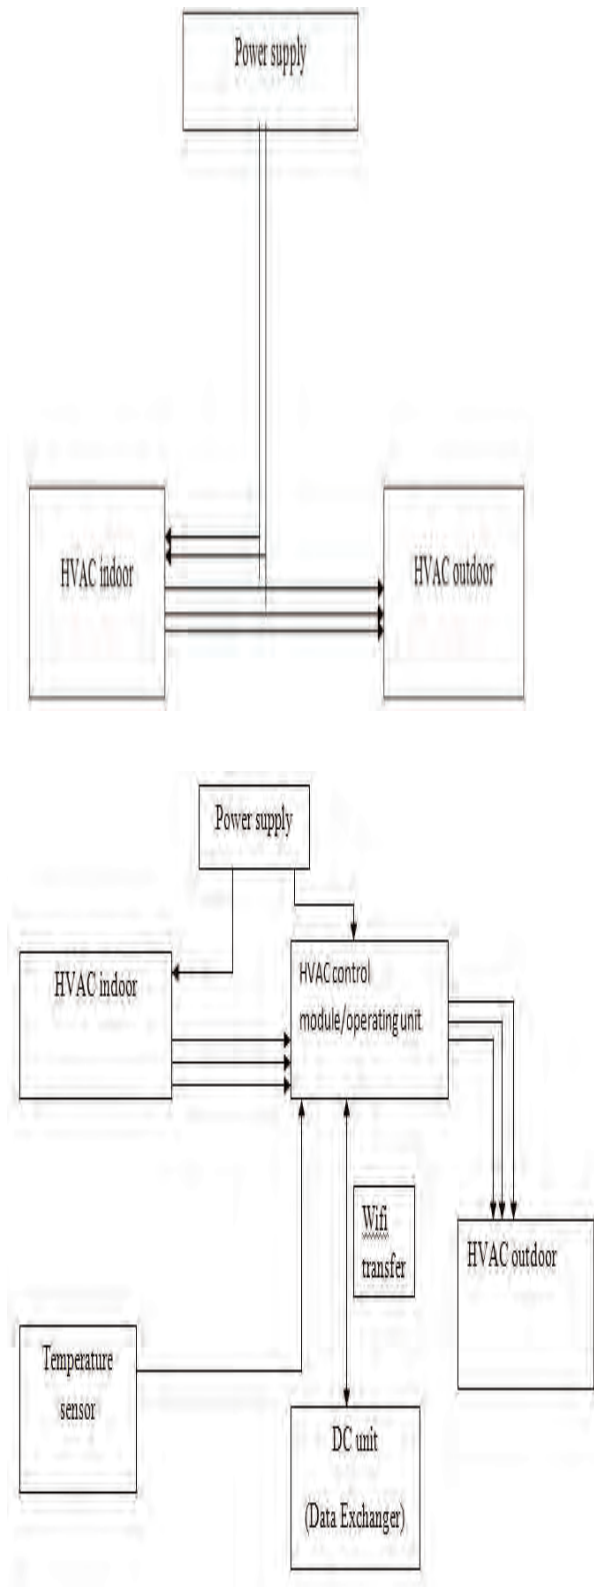 Power supply
HVAC indoor
HVAC outdoor
Power supply
HVAC indoor
HVAC control
module/operating unit
Wifi
transfer
HVAC outdoor
Temperature
sensor
DC unit
(Data Exchanger)